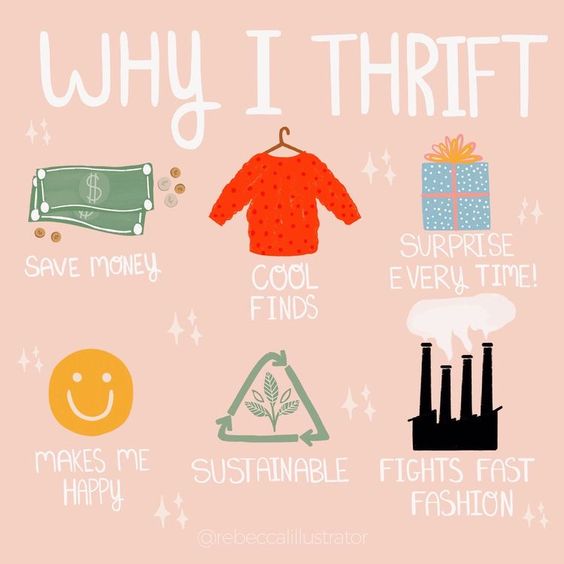 WHY I THRIFT
SAVE MONEY
COOL
FINDS
SURPRISE
EVERY TIME!
MAKES ME
HAPPY
SUSTAINABLE
FIGHTS FAST
FASHION
@rebeccalillustrator